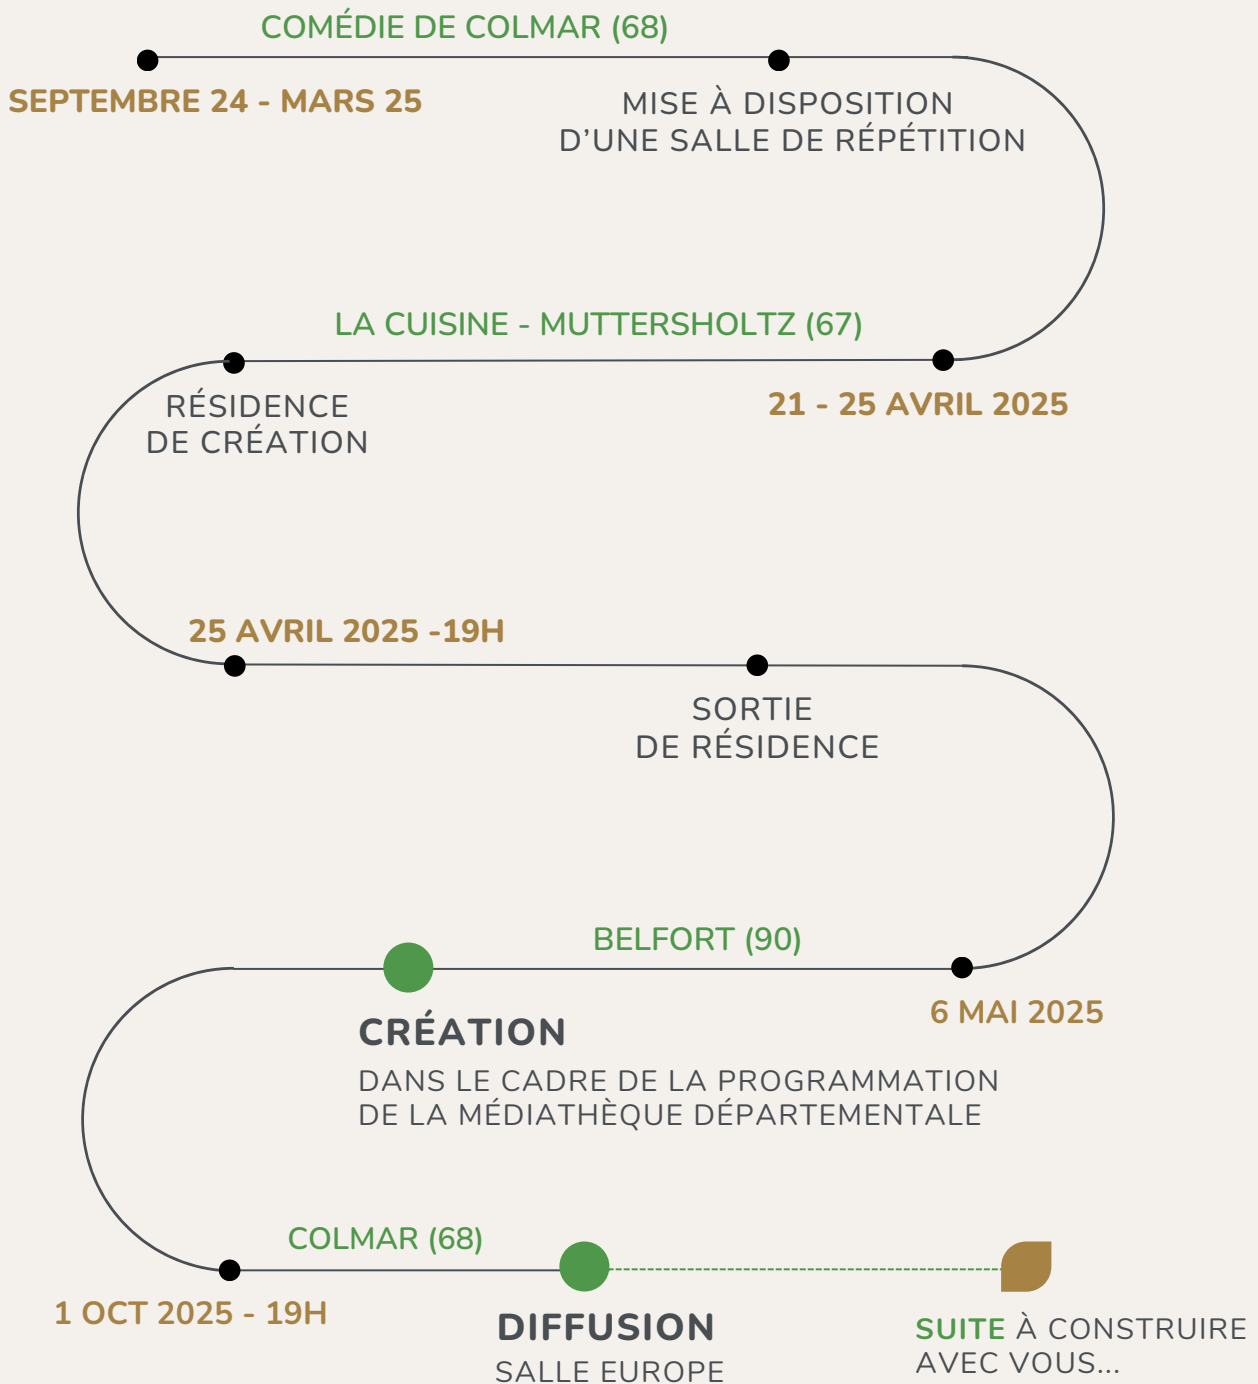 COMÉDIE DE COLMAR (68)
SEPTEMBRE 24 - MARS 25
MISE À DISPOSITION
D’UNE SALLE DE RÉPÉTITION
LA CUISINE - MUTTERSHOLTZ (67)
21 - 25 AVRIL 2025
RÉSIDENCE
DE CRÉATION
25 AVRIL 2025 -19H
SORTIE
DE RÉSIDENCE
BELFORT (90)
6 MAI 2025
CRÉATION
DANS LE CADRE DE LA PROGRAMMATION
DE LA MÉDIATHÈQUE DÉPARTEMENTALE
COLMAR (68)
1 OCT 2025 - 19H
DIFFUSION
SALLE EUROPE
SUITE À CONSTRUIRE
AVEC VOUS...